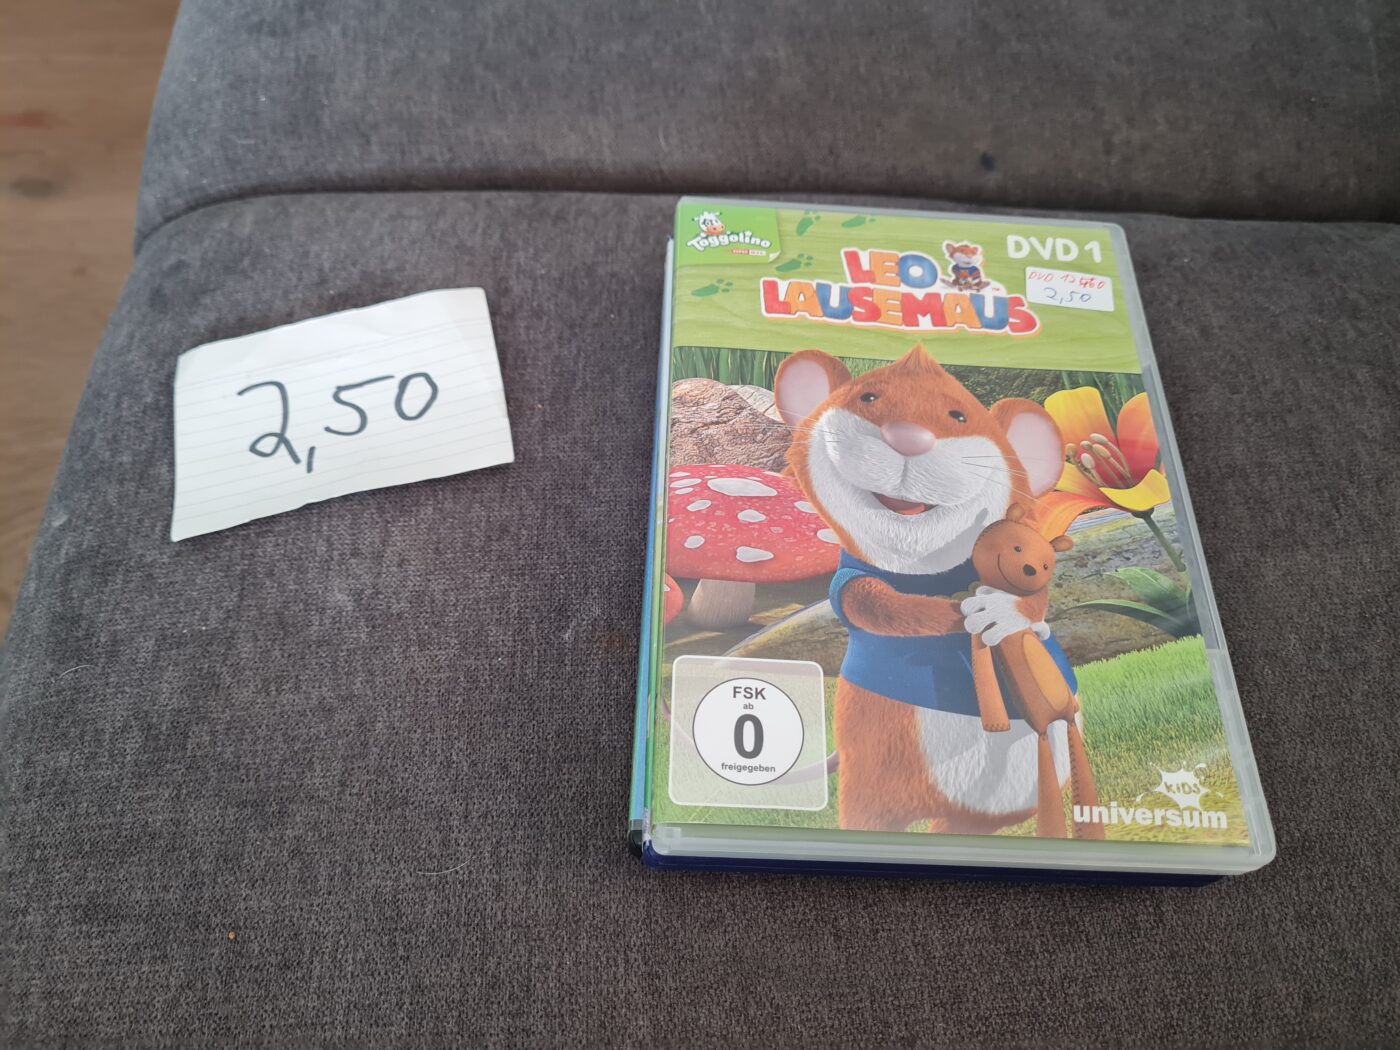 2,50
Toggolino
LEO
LAUSEMAUS
DVD 1
2,50
FSK
ab
0
freigegeben
KIDS
universum